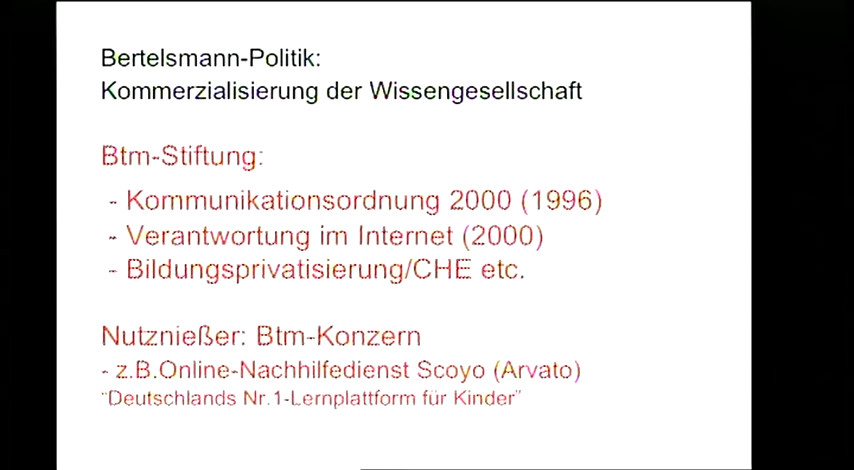 Bertelsmann-Politik:
Kommerzialisierung der Wissengesellschaft
Btm-Stiftung:
- Kommunikationsordnung 2000 (1996)
- Verantwortung im Internet (2000)
- Bildungsprivatisierung/CHE etc.
Nutznießer: Btm-Konzern
- z.B.Online-Nachhilfedienst Scoyo (Arvato)
"Deutschlands Nr.1-Lernplattform für Kinder"